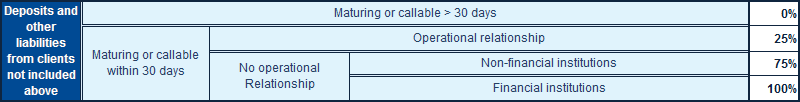 Deposits and
other
liabilities
from clients
not included
above
Maturing or callable > 30 days
0%
Maturing or callable
within 30 days
Operational relationship
25%
No operational
Relationship
Non-financial institutions
75%
Financial institutions
100%